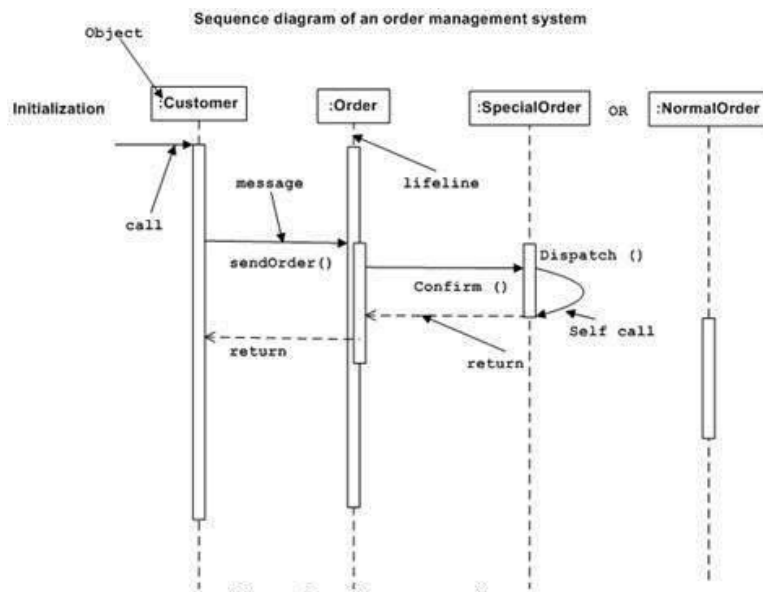 Sequence diagram of an order management system
Object
Initialization
:Customer
:Order
:SpecialOrder
OR
:NormalOrder
message
lifeline
call
sendOrder()
Dispatch ()
Confirm ()
Self call
return
return